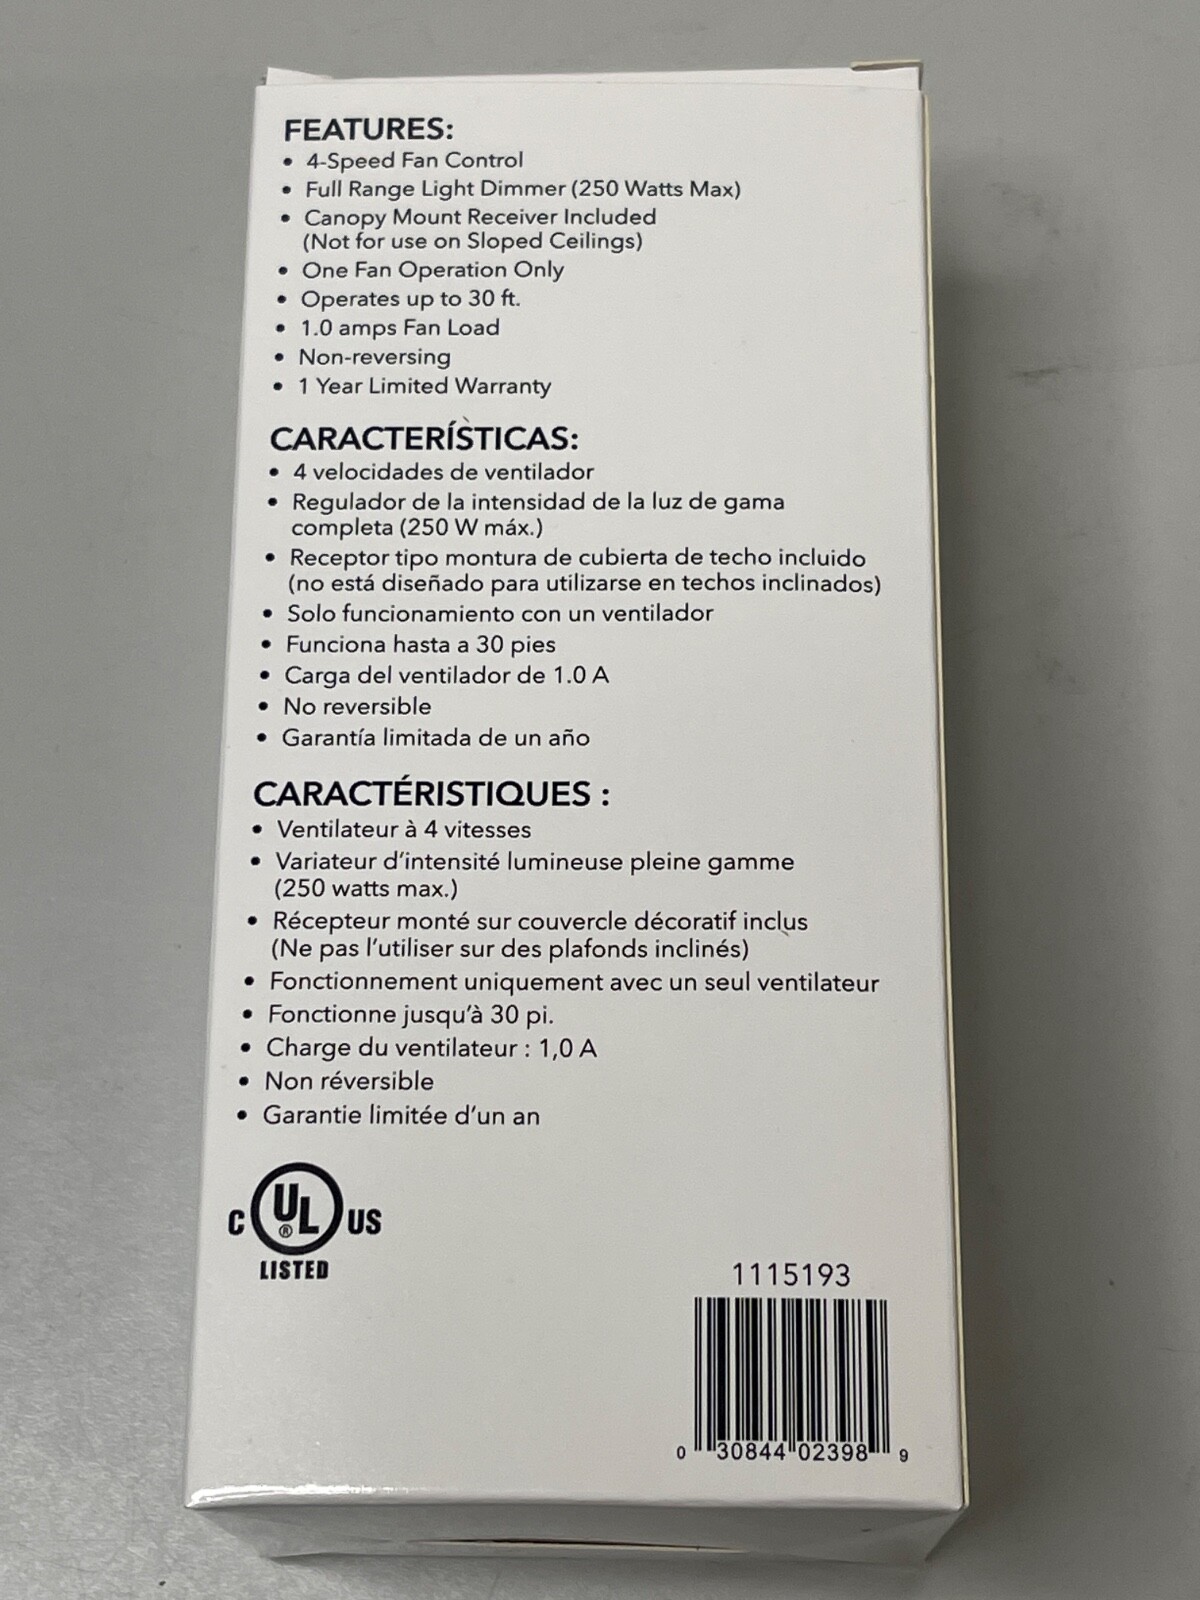 FEATURES:
• 4-Speed Fan Control
• Full Range Light Dimmer (250 Watts Max)
• Canopy Mount Receiver Included
(Not for use on Sloped Ceilings)
• One Fan Operation Only
• Operates up to 30 ft.
• 1.0 amps Fan Load
• Non-reversing
• 1 Year Limited Warranty
CARACTERÍSTICAS:
• 4 velocidades de ventilador
• Regulador de la intensidad de la luz de gama
completa (250 W máx.)
• Receptor tipo montura de cubierta de techo incluido
(no está diseñado para utilizarse en techos inclinados)
• Solo funcionamiento con un ventilador
• Funciona hasta a 30 pies
• Carga del ventilador de 1.0 A
• No reversible
• Garantía limitada de un año
CARACTÉRISTIQUES :
• Ventilateur à 4 vitesses
• Variateur d'intensité lumineuse pleine gamme
(250 watts max.)
• Récepteur monté sur couvercle décoratif inclus
(Ne pas l'utiliser sur des plafonds inclinés)
• Fonctionnement uniquement avec un seul ventilateur
• Fonctionne jusqu'à 30 pi.
• Charge du ventilateur : 1,0 A
• Non réversible
• Garantie limitée d'un an
C UL ® US
LISTED
1115193
0 30844 02398 9